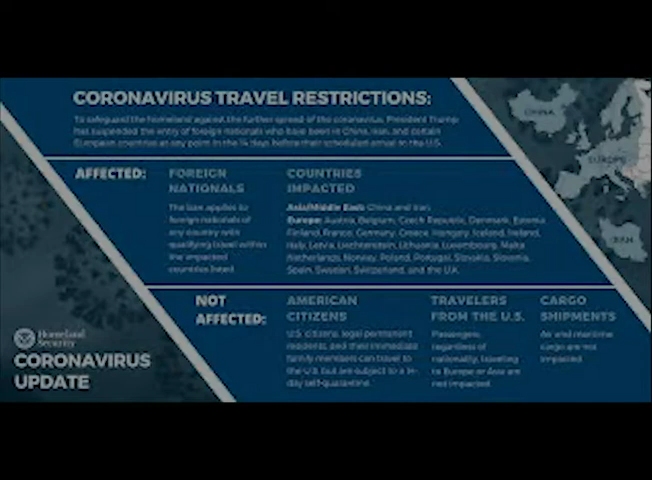 CORONAVIRUS TRAVEL RESTRICTIONS:
To safeguard the homeland against the further spread of the coronavirus, President Trump
has suspended the entry of foreign nationals who have been in China, Iran, and certain
European countries at any point in the 14 days before their scheduled arrival to the U.S.
AFFECTED:
FOREIGN
NATIONALS
The ban applies to
foreign nationals of
any country with
qualifying travel within
the impacted
countries listed.
COUNTRIES
IMPACTED
Asia/Middle East: China and Iran
Europe: Austria, Belgium, Czech Republic, Denmark, Estonia
Finland, France, Germany, Greece, Hungary, Iceland, Ireland,
Italy, Latvia, Liechtenstein, Lithuania, Luxembourg, Malta
Netherlands, Norway, Poland, Portugal, Slovakia, Slovenia,
Spain, Sweden, Switzerland, and the U.K.
CHINA
EUROPE
IRAN
NOT
AFFECTED:
AMERICAN
CITIZENS
U.S. citizens, legal permanent
residents, and their immediate
family members can travel to
the U.S. but are subject to a 14-
day self-quarantine.
TRAVELERS
FROM THE U.S.
Passengers,
regardless of
nationality, traveling
to Europe or Asia are
not impacted.
CARGO
SHIPMENTS
Air and maritime
cargo are not
impacted.
Homeland
Security
CORONAVIRUS
UPDATE